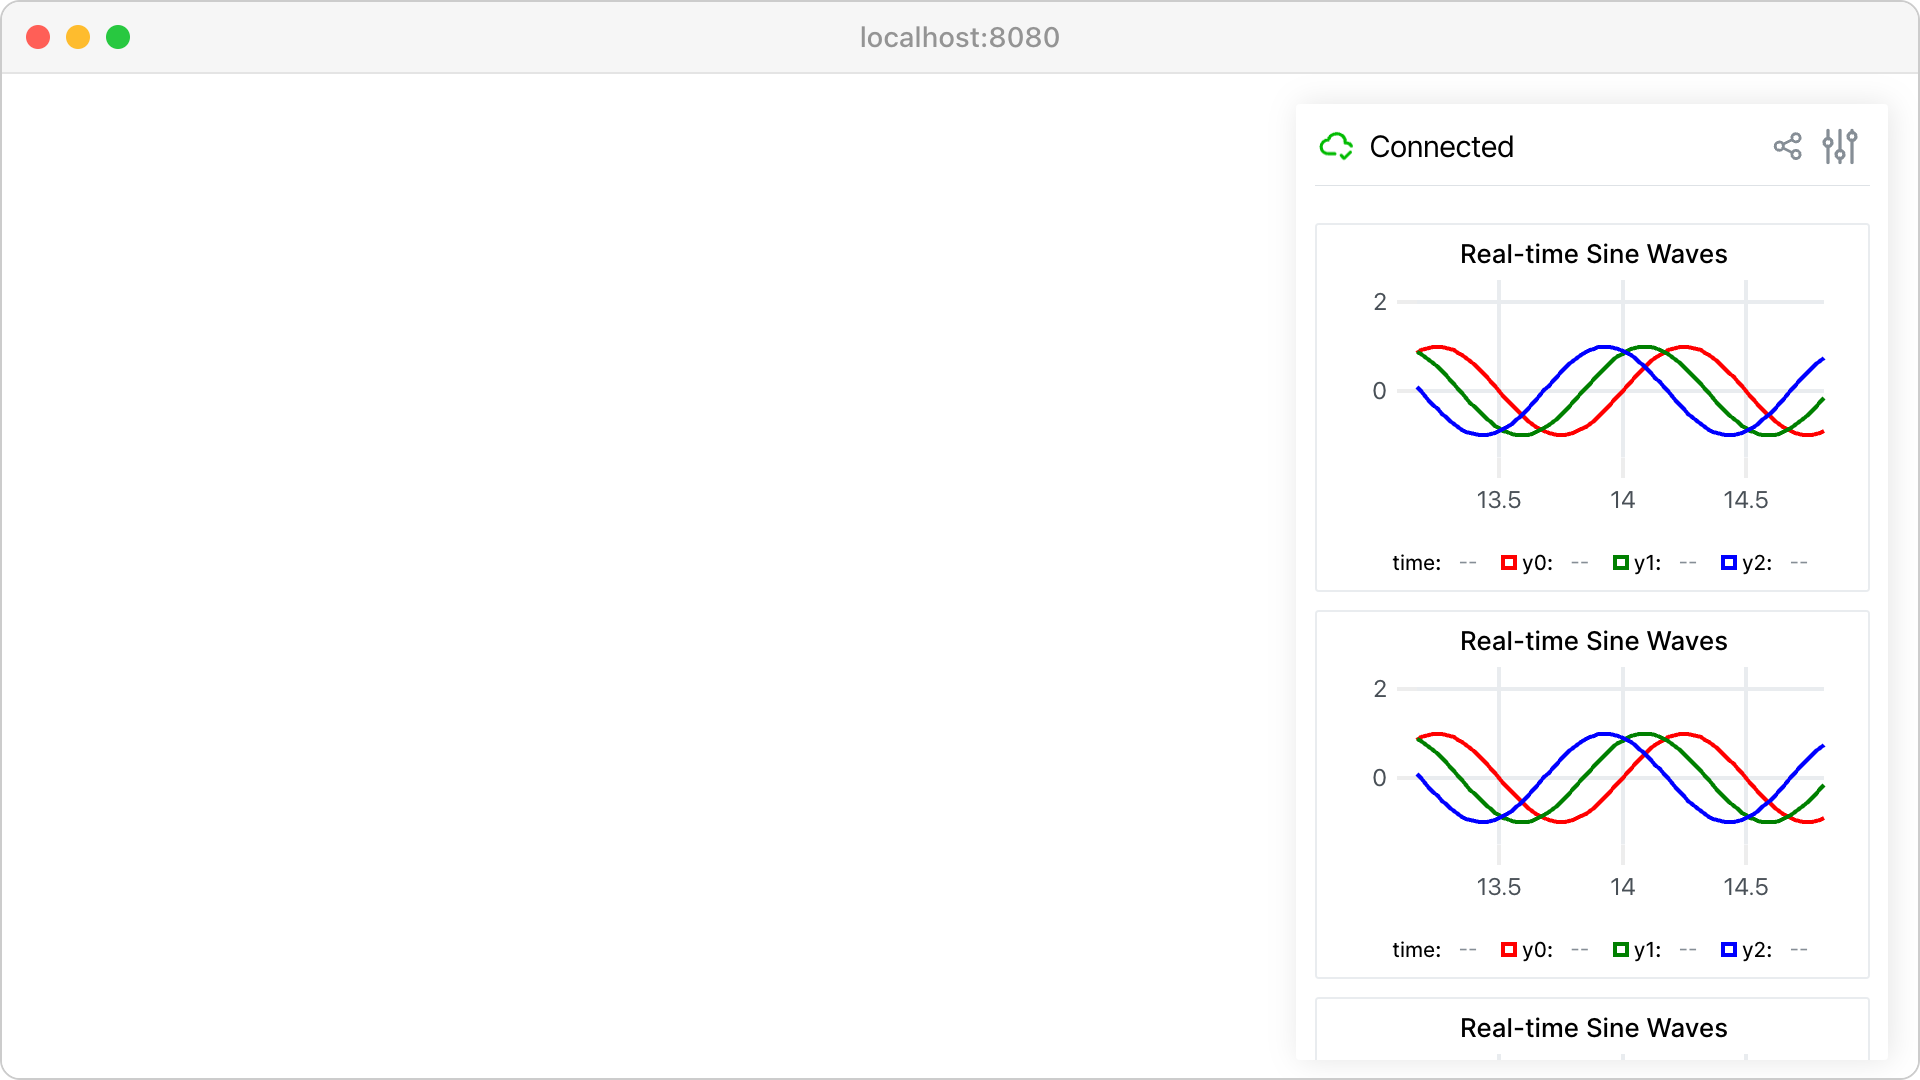 localhost:8080
Connected
Real-time Sine Waves
2
0
13.5 14 14.5
time: -- y0: -- y1: -- y2: --
Real-time Sine Waves
2
0
13.5 14 14.5
time: -- y0: -- y1: -- y2: --
Real-time Sine Waves